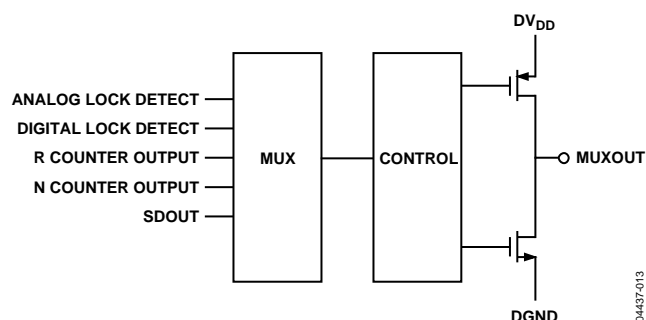 DVDD
ANALOG LOCK DETECT
DIGITAL LOCK DETECT
R COUNTER OUTPUT
MUX
CONTROL
MUXOUT
N COUNTER OUTPUT
SDOUT
DGND
04437-013